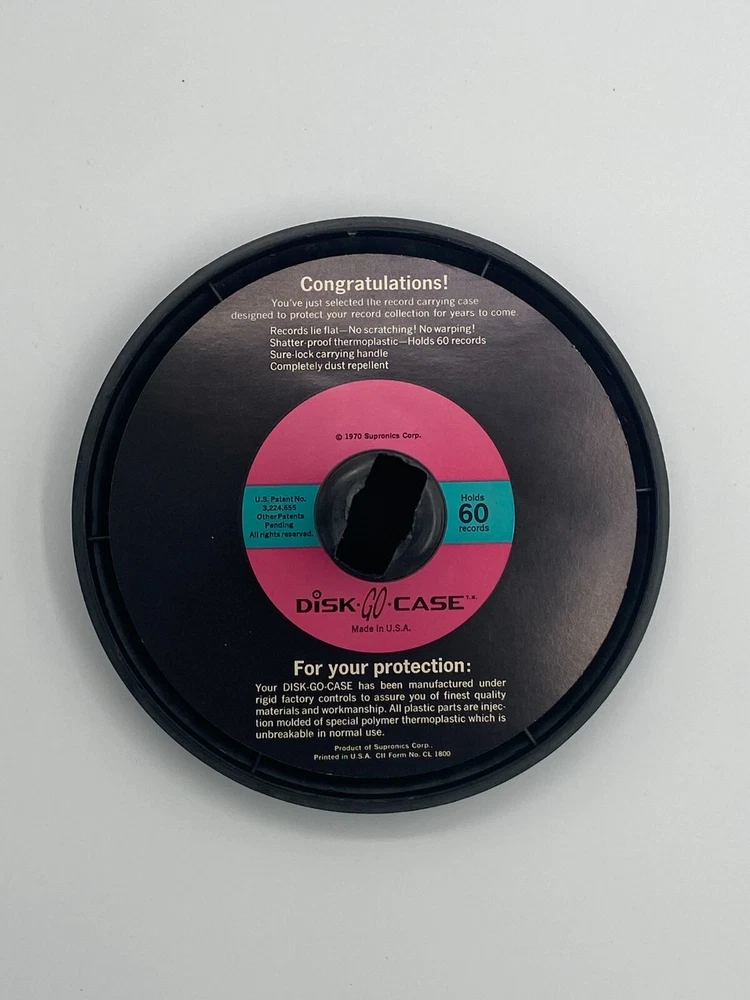 Congratulations!
You've just selected the record carrying case
designed to protect your record collection for years to come.
Records lie flat—No scratching! No warping!
Shatter-proof thermoplastic—Holds 60 records
Sure-lock carrying handle
Completely dust repellent
© 1970 Supronics Corp.
U.S. Patent No.
3,224,655
Other Patents
Pending
All rights reserved.
Holds
60
records
DISK·GO·CASE T.M.
Made in U.S.A.
For your protection:
Your DISK-GO-CASE has been manufactured under
rigid factory controls to assure you of finest quality
materials and workmanship. All plastic parts are injec-
tion molded of special polymer thermoplastic which is
unbreakable in normal use.
Product of Supronics Corp.,
Printed in U.S.A. CII Form No. CL 1800